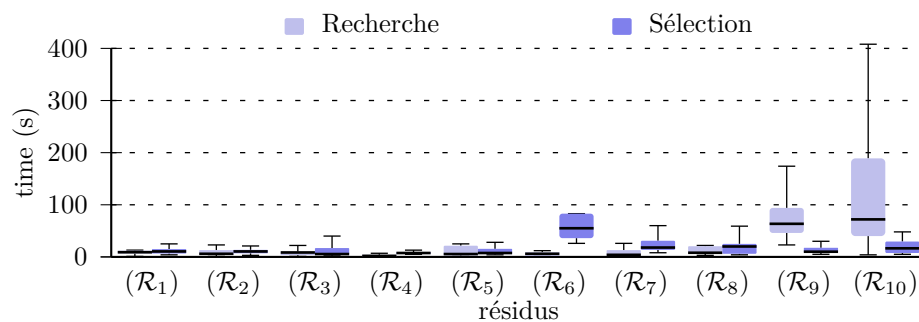 Recherche Sélection
400
300
200
100
0
time (s)
(ℛ₁) (ℛ₂) (ℛ₃) (ℛ₄) (ℛ₅) (ℛ₆) (ℛ₇) (ℛ₈) (ℛ₉) (ℛ₁₀)
résidus